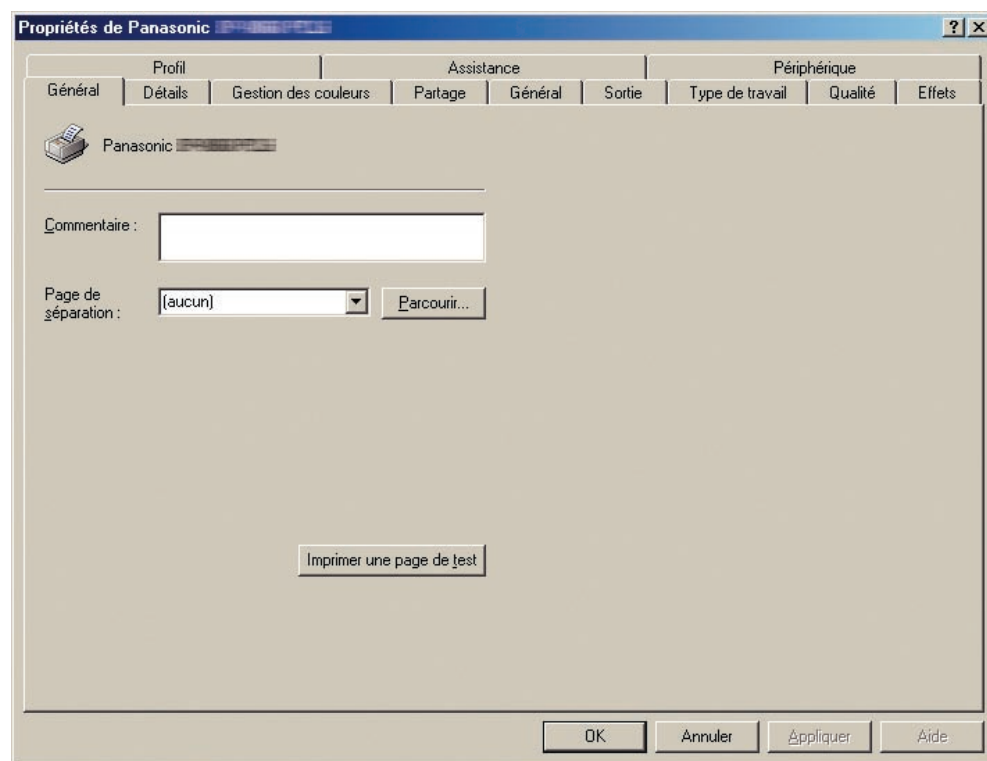 Propriétés de Panasonic
Profil Assistance Périphérique
Général Détails Gestion des couleurs Partage Général Sortie Type de travail Qualité Effets
Panasonic
Commentaire :
Page de
séparation :
(aucun) Parcourir...
Imprimer une page de test
OK Annuler Appliquer Aide